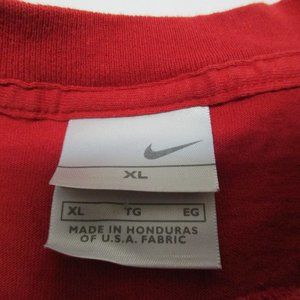 XL
XL TG EG
MADE IN HONDURAS
OF U.S.A. FABRIC